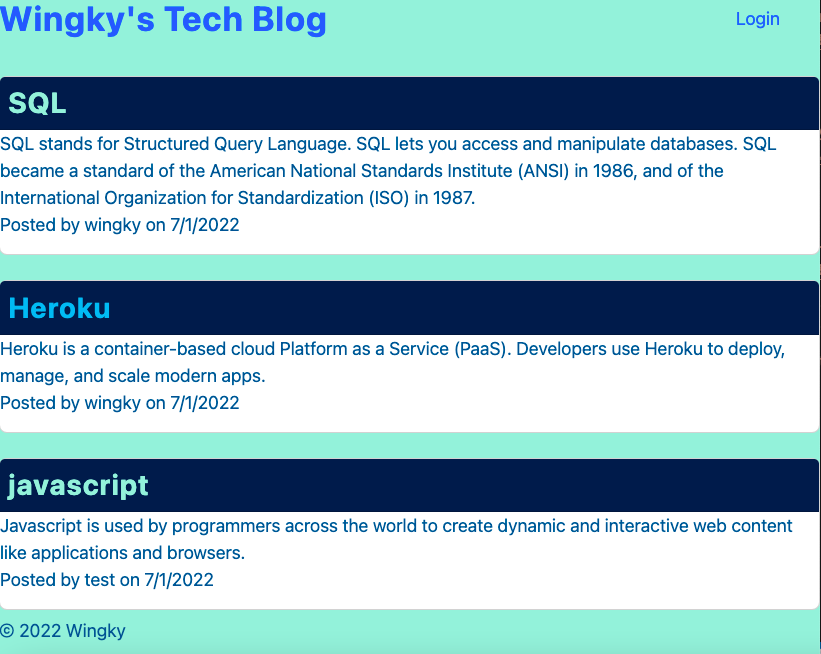 Wingky's Tech Blog
Login
SQL
SQL stands for Structured Query Language. SQL lets you access and manipulate databases. SQL
became a standard of the American National Standards Institute (ANSI) in 1986, and of the
International Organization for Standardization (ISO) in 1987.
Posted by wingky on 7/1/2022
Heroku
Heroku is a container-based cloud Platform as a Service (PaaS). Developers use Heroku to deploy,
manage, and scale modern apps.
Posted by wingky on 7/1/2022
javascript
Javascript is used by programmers across the world to create dynamic and interactive web content
like applications and browsers.
Posted by test on 7/1/2022
© 2022 Wingky